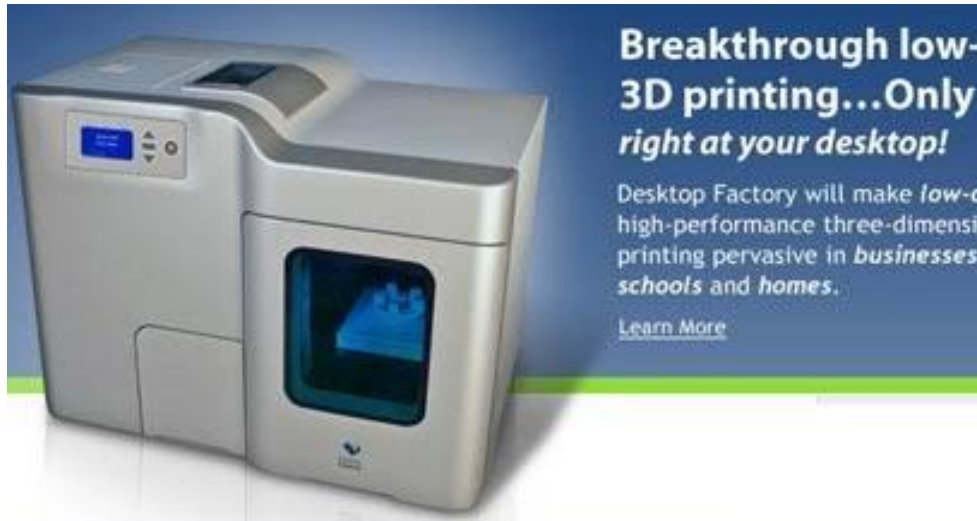 Breakthrough low-
3D printing...Only
right at your desktop!
Desktop Factory will make low-c
high-performance three-dimensi
printing pervasive in businesses
schools and homes.
Learn More